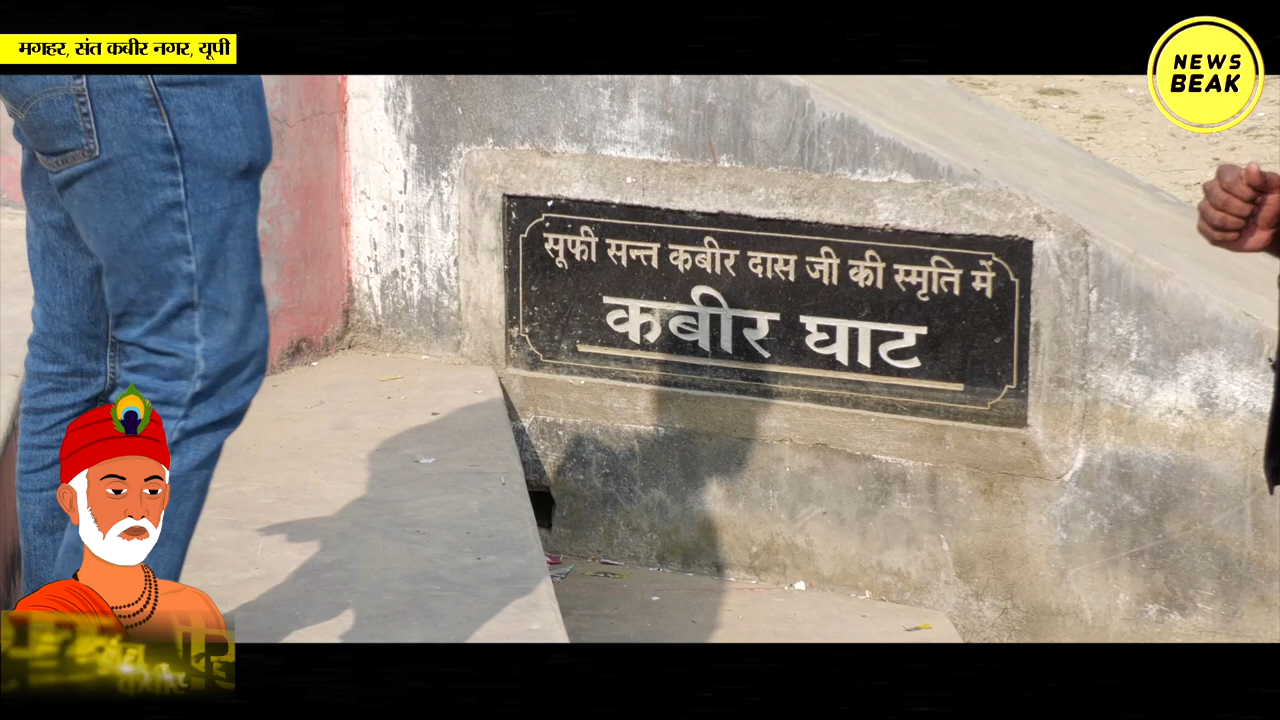 मगहर, संत कबीर नगर, यूपी
NEWS
BEAK
सूफी सन्त कबीर दास जी की स्मृति में
कबीर घाट